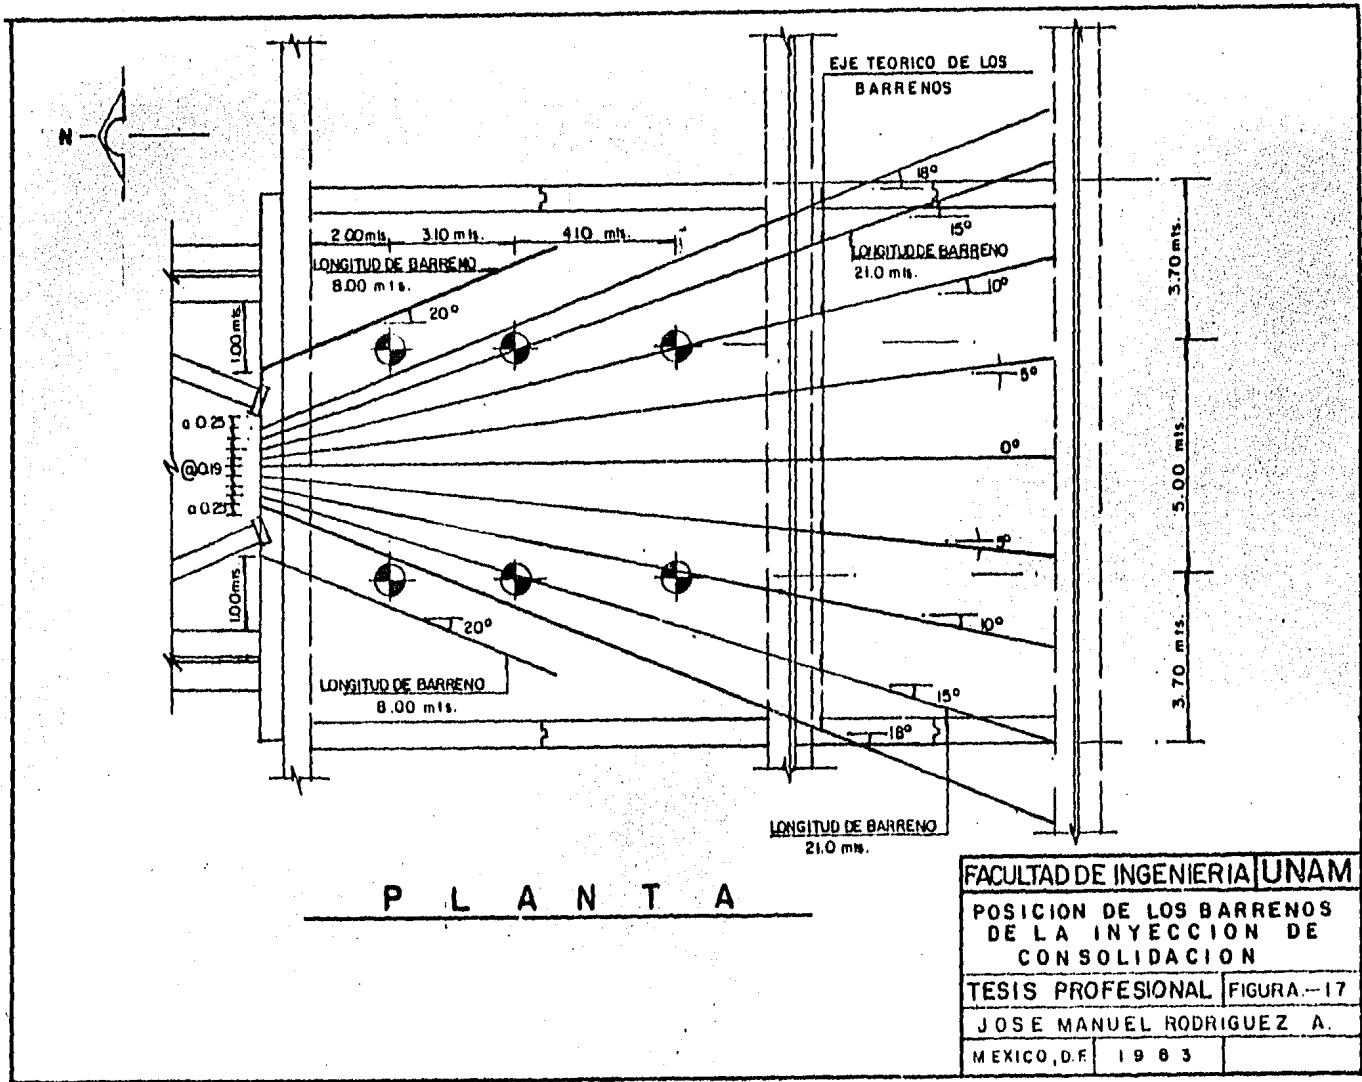 EJE TEORICO DE LOS
BARRENOS
N
18°
15°
2.00mts. 3.10 mts. 4.10 mts.
LONGITUD DE BARRENO
8.00 mts.
LONGITUD DE BARRENO
21.0 mts.
20°
10°
3.70 mts.
1.00 mts.
5°
a 0.25
@0.19
a 0.25
0°
5.00 mts.
5°
1.00mts.
20°
10°
3.70 mts.
LONGITUD DE BARRENO
8.00 mts.
15°
18°
LONGITUD DE BARRENO
21.0 mts.
PLANTA
FACULTAD DE INGENIERIA UNAM
POSICION DE LOS BARRENOS
DE LA INYECCION DE
CONSOLIDACION
TESIS PROFESIONAL FIGURA.-17
JOSE MANUEL RODRIGUEZ A.
MEXICO, D.F. 1983